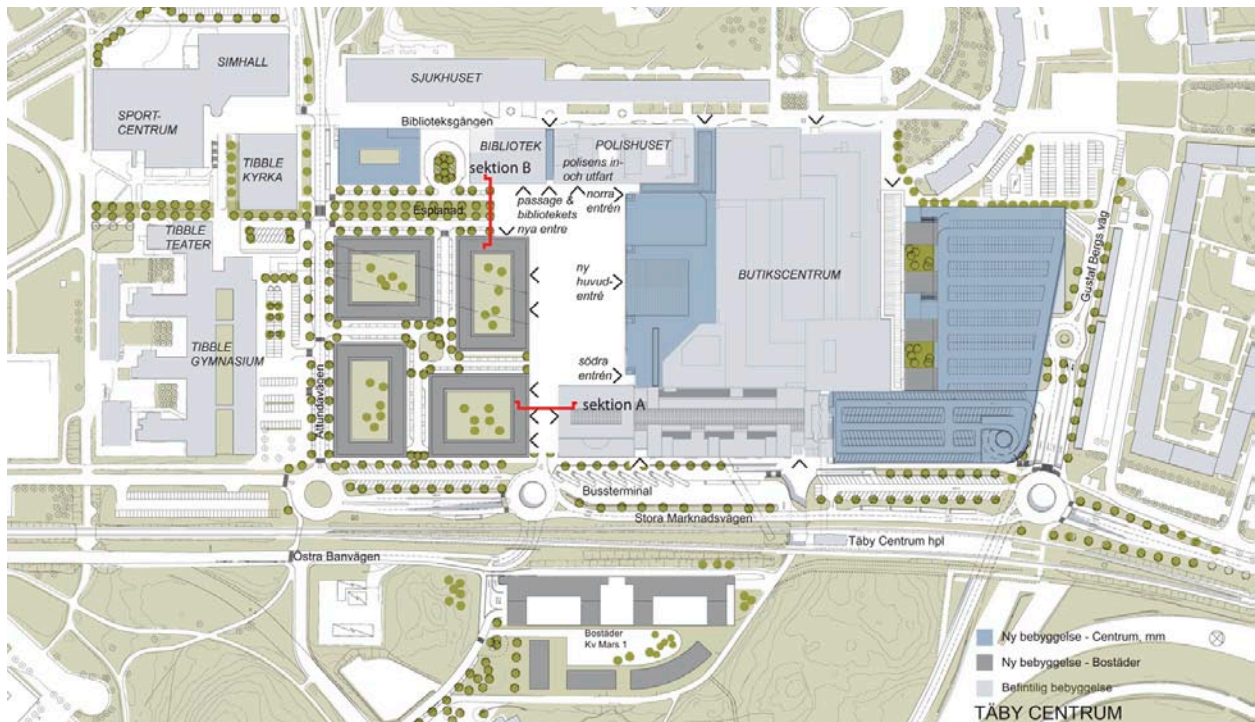 SIMHALL
SJUKHUSET
SPORT-
CENTRUM
Biblioteksgången
TIBBLE
KYRKA
BIBLIOTEK
POLISHUSET
polisens in-
och utfart
sektion B
passage &
bibliotekets
nya entre
norra
entrén
Esplanad
TIBBLE
TEATER
ny
huvud-
entré
BUTIKSCENTRUM
Gustaf Bergs väg
TIBBLE
GYMNASIUM
Attundavägen
södra
entrén
sektion A
Bussterminal
Stora Marknadsvägen
Östra Banvägen
Täby Centrum hpl
Bostäder
Kv Mars 1
Ny bebyggelse - Centrum, mm
Ny bebyggelse - Bostäder
Befintilig bebyggelse
TÄBY CENTRUM